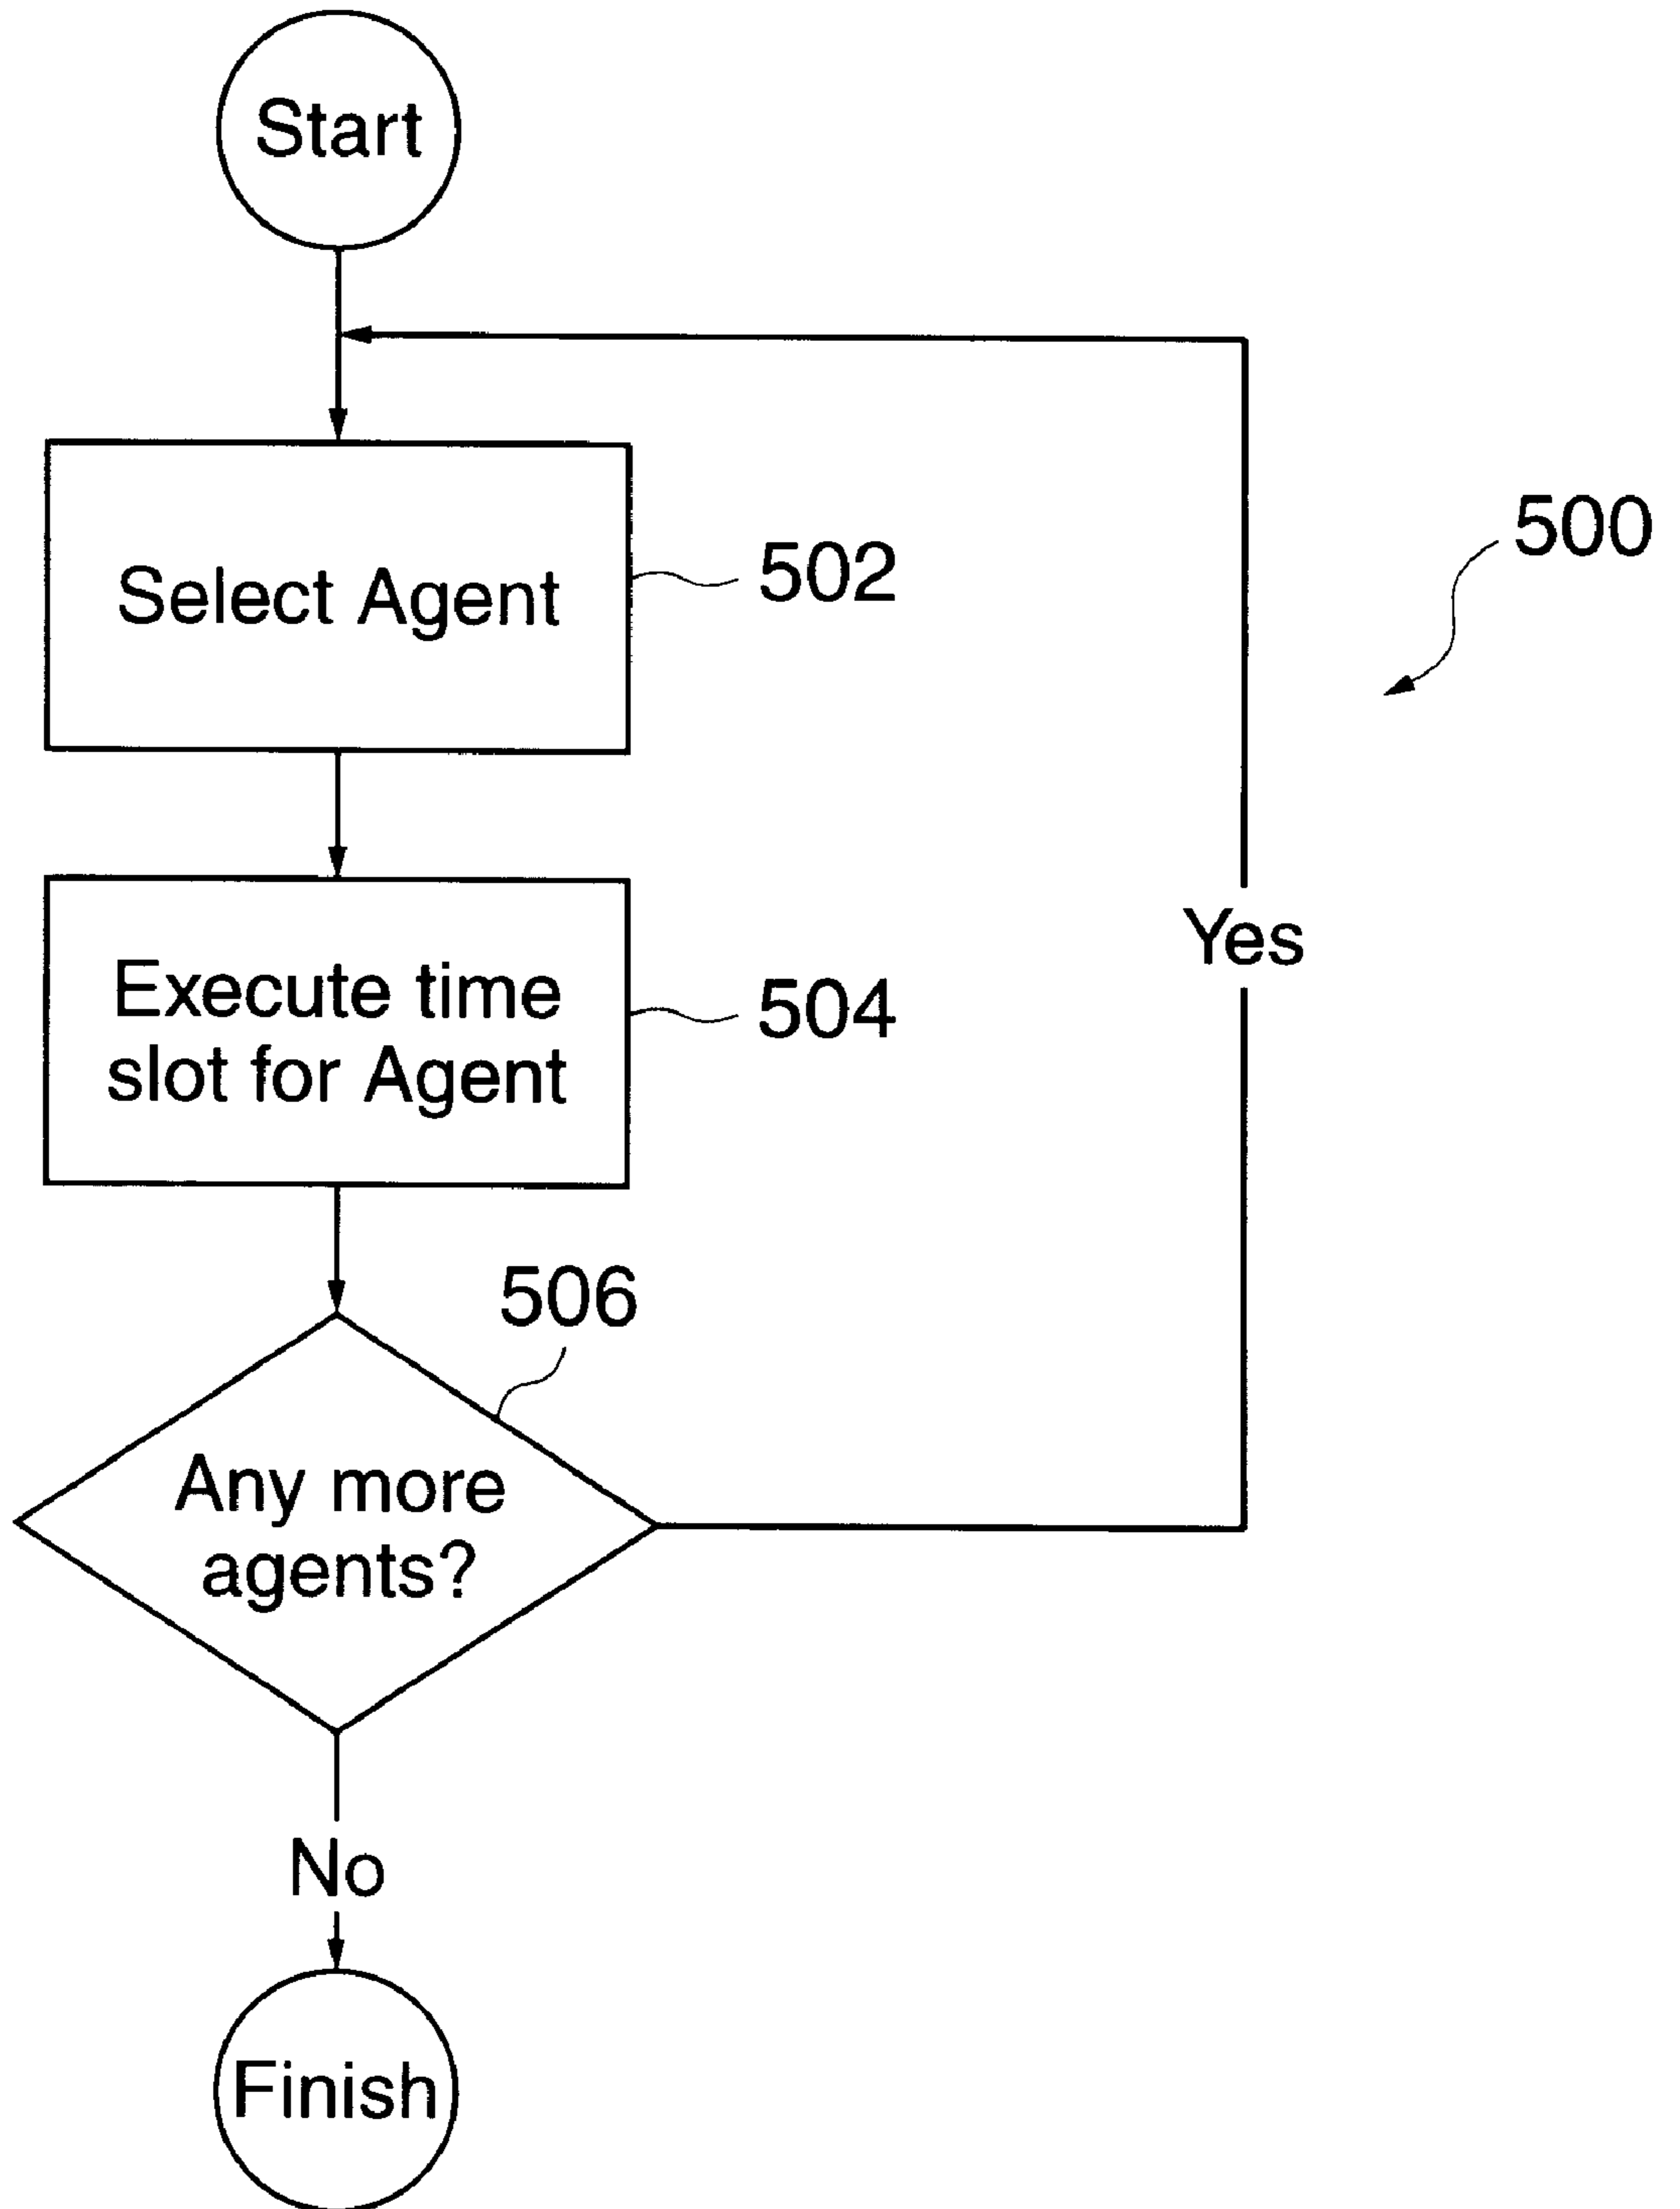 Start
Select Agent
502
500
Execute time
slot for Agent
504
Yes
506
Any more
agents?
No
Finish